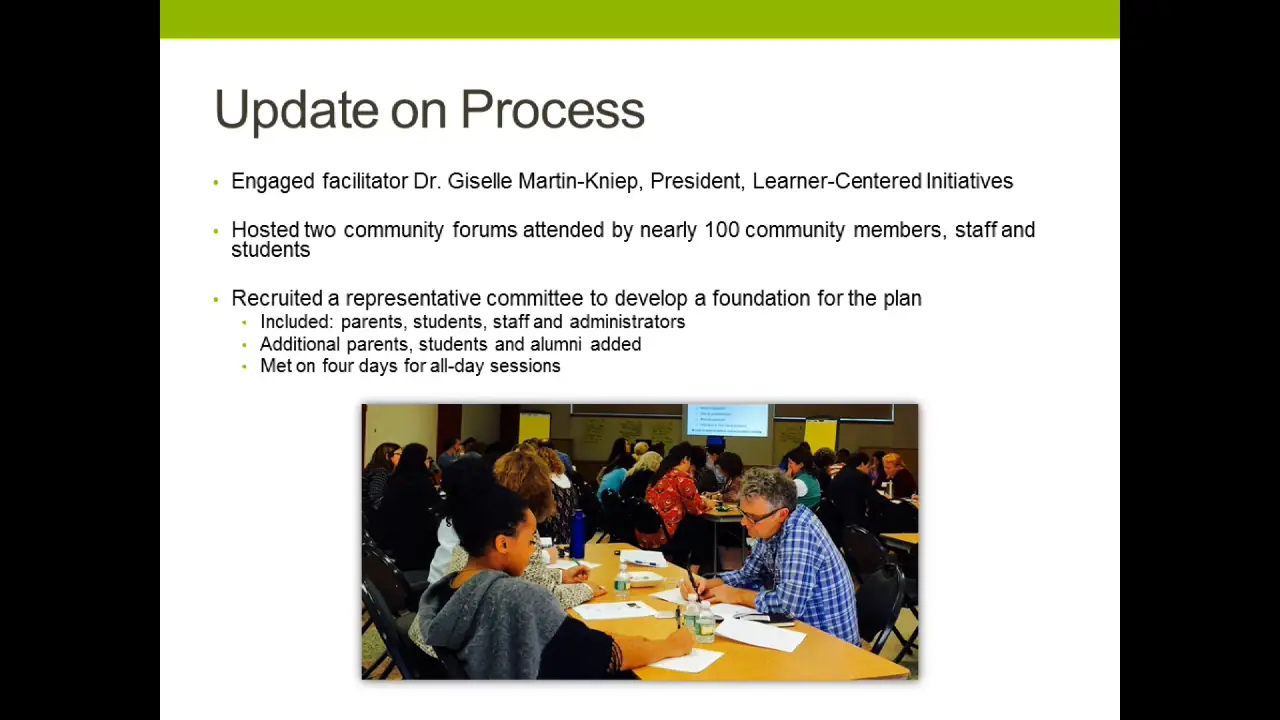 Update on Process
• Engaged facilitator Dr. Giselle Martin-Kniep, President, Learner-Centered Initiatives
• Hosted two community forums attended by nearly 100 community members, staff and
students
• Recruited a representative committee to develop a foundation for the plan
• Included: parents, students, staff and administrators
• Additional parents, students and alumni added
• Met on four days for all-day sessions